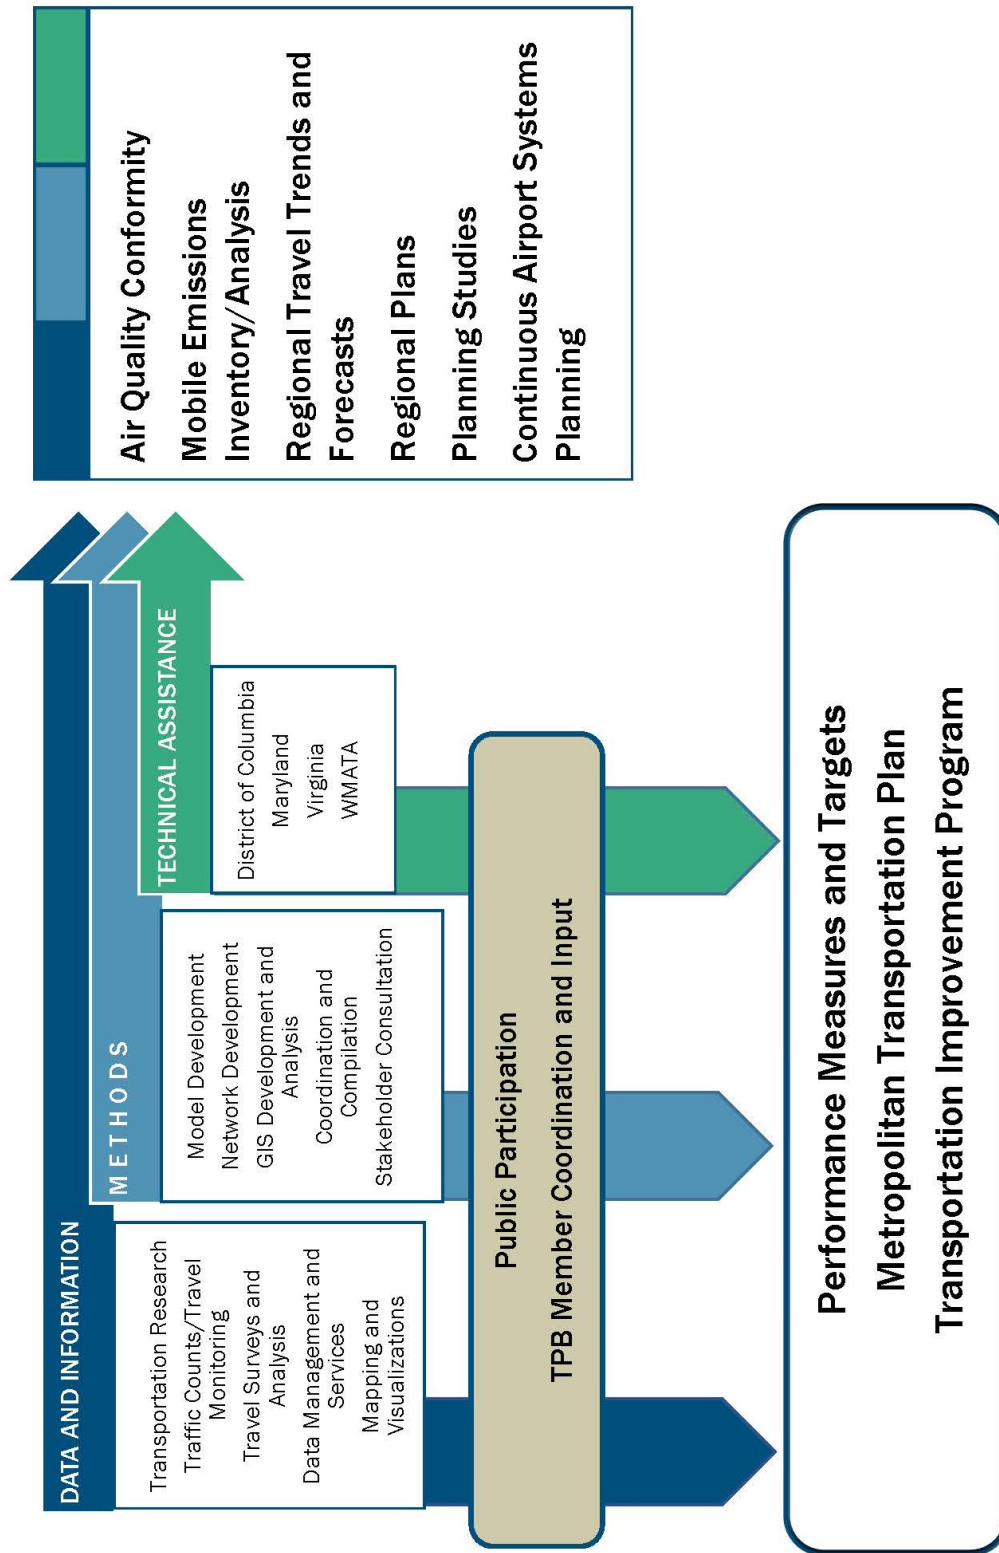 DATA AND INFORMATION
Transportation Research
Traffic Counts/Travel
Monitoring
Travel Surveys and
Analysis
Data Management and
Services
Mapping and
Visualizations
METHODS
Model Development
Network Development
GIS Development and
Analysis
Coordination and
Compilation
Stakeholder Consultation
TECHNICAL ASSISTANCE
District of Columbia
Maryland
Virginia
WMATA
Air Quality Conformity
Mobile Emissions
Inventory/Analysis
Regional Travel Trends and
Forecasts
Regional Plans
Planning Studies
Continuous Airport Systems
Planning
Public Participation
TPB Member Coordination and Input
Performance Measures and Targets
Metropolitan Transportation Plan
Transportation Improvement Program